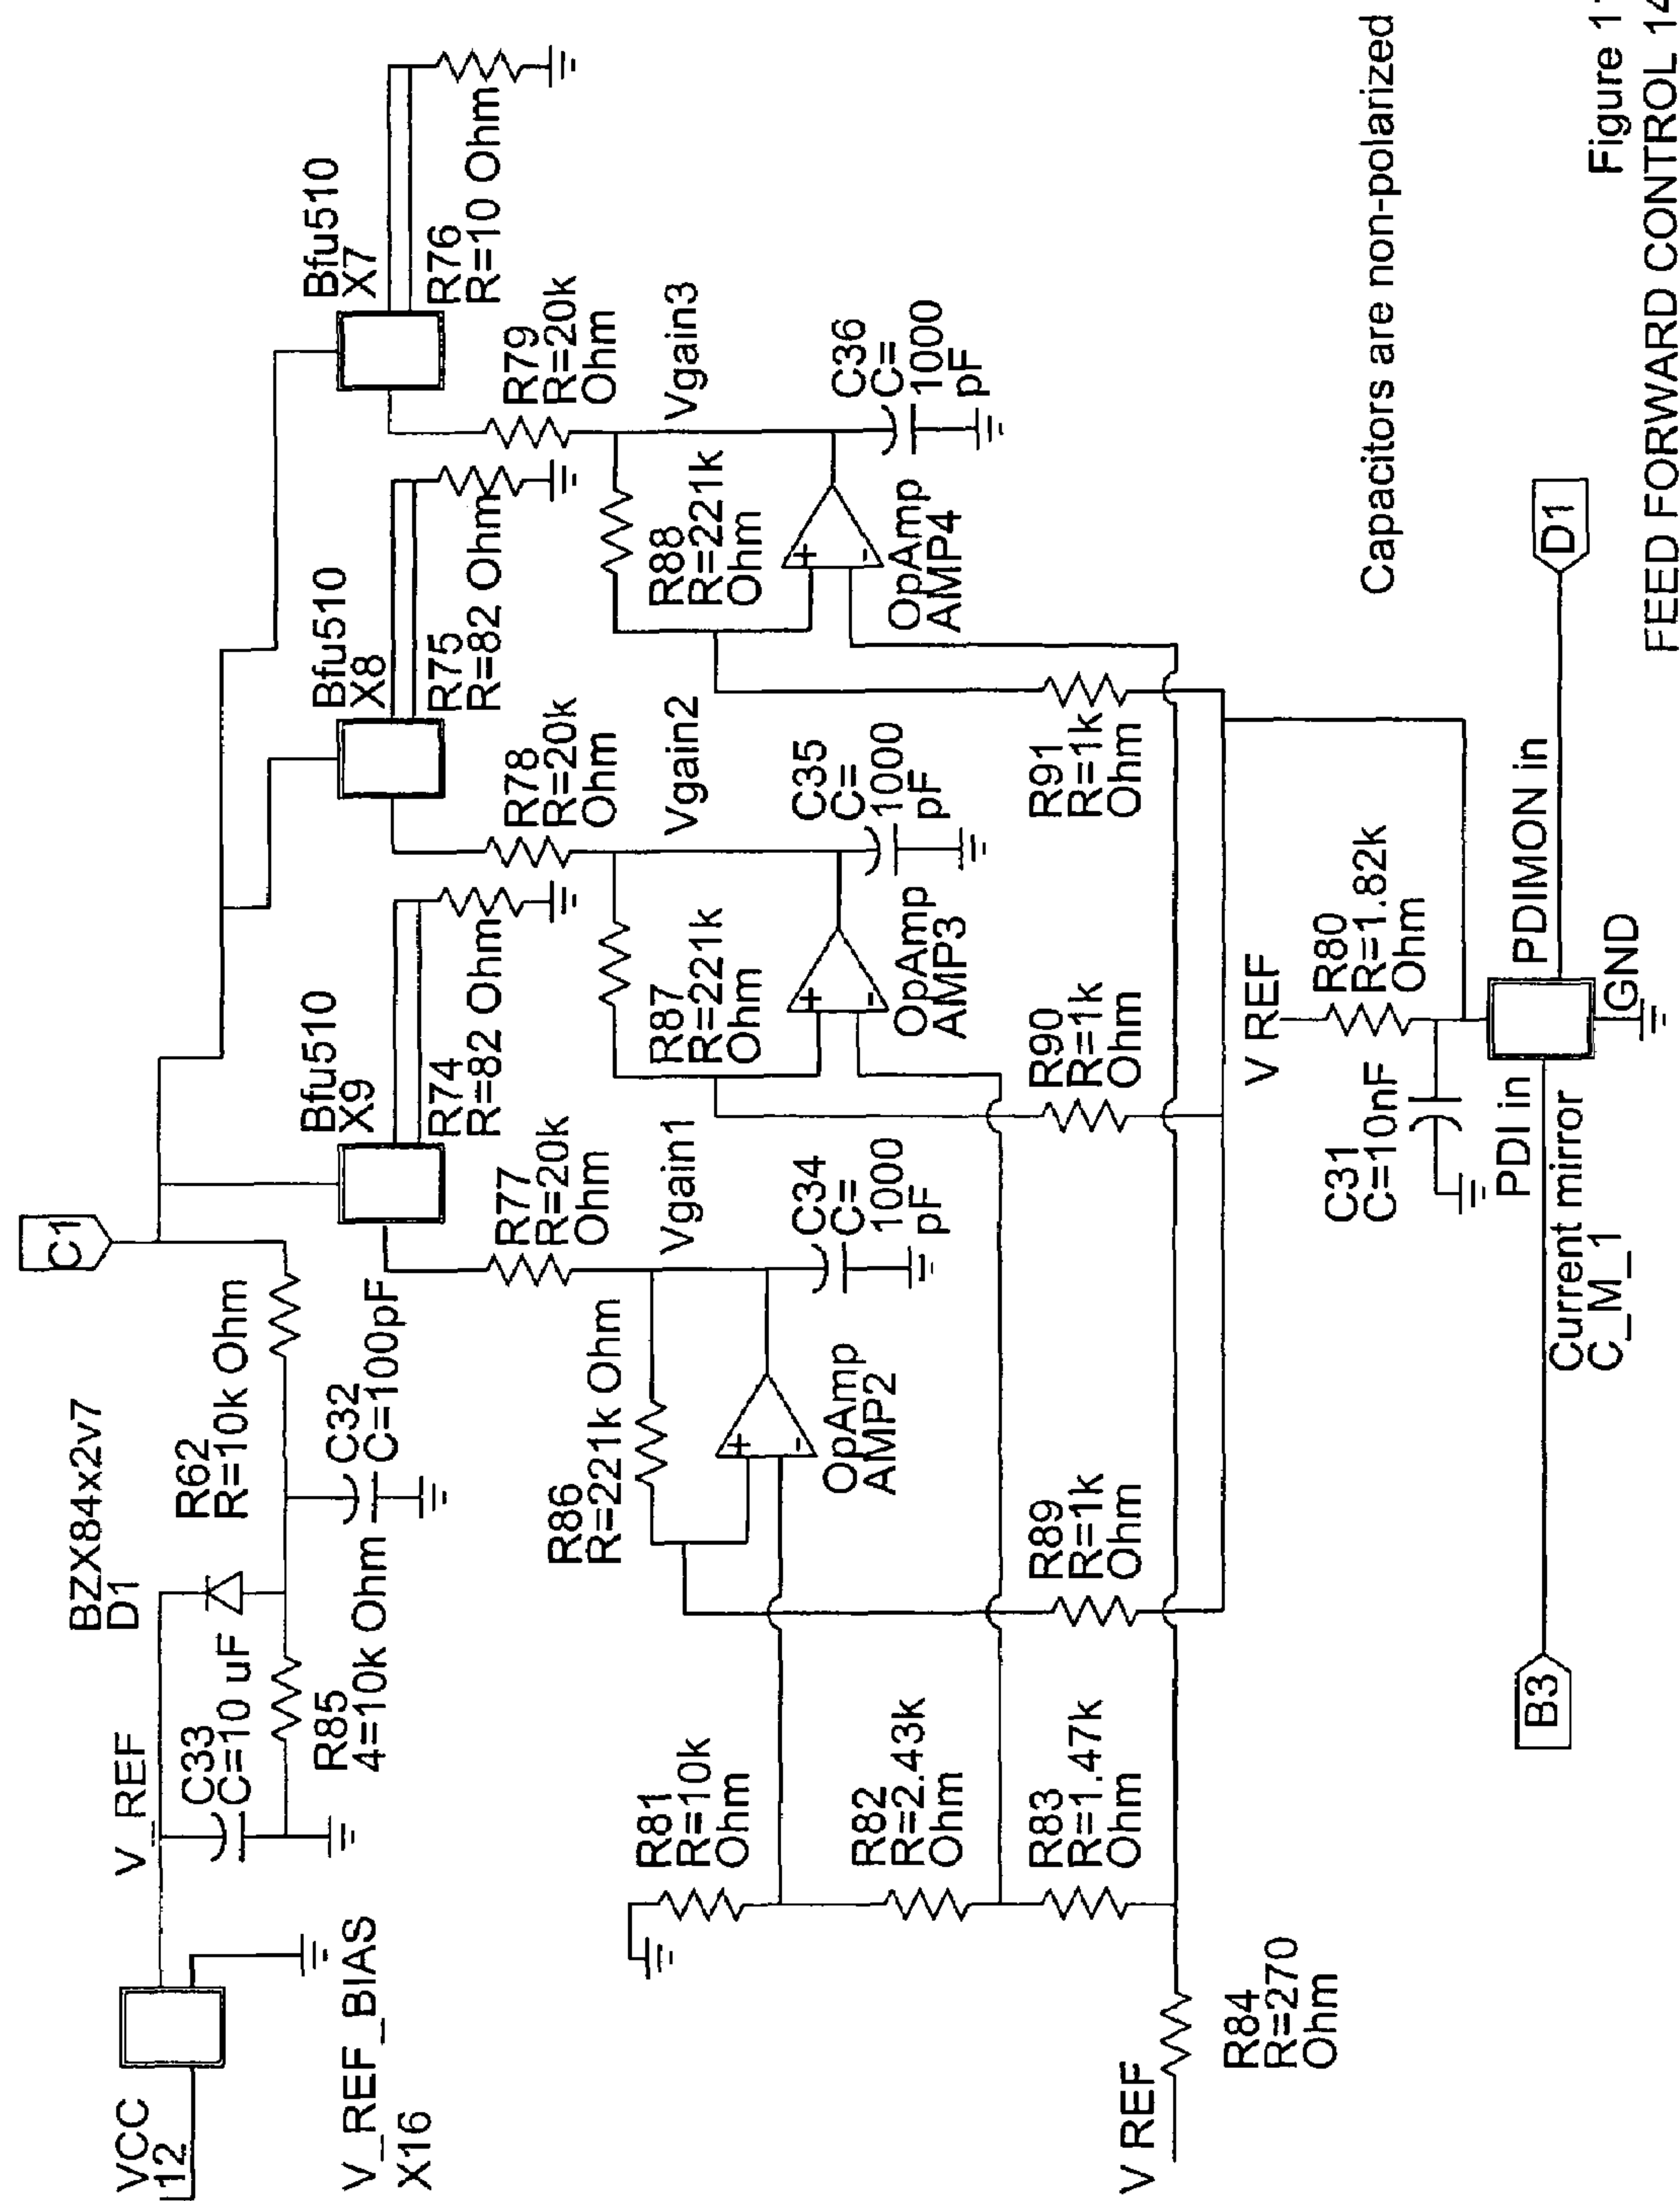 C1
BZX84x2v7
D1
R62
R=10k Ohm
V_REF
C33
C=10 uF
R85
4=10k Ohm
C32
C=100pF
VCC
12
V_REF_BIAS
X16
Bfu510
X9
R74
R=82 Ohm
Bfu510
X8
R75
R=82 Ohm
Bfu510
X7
R76
R=10 Ohm
R77
R=20k
Ohm
Vgain1
R78
R=20k
Ohm
Vgain2
R79
R=20k
Ohm
Vgain3
R86
R=221k Ohm
+
-
OpAmp
AMP2
C34
C=
1000
pF
R87
R=221k
Ohm
+
-
OpAmp
AMP3
C35
C=
1000
pF
R88
R=221k
Ohm
+
-
OpAmp
AMP4
C36
C=
1000
pF
R81
R=10k
Ohm
R82
R=2.43k
Ohm
R83
R=1.47k
Ohm
R89
R=1k
Ohm
R90
R=1k
Ohm
R91
R=1k
Ohm
V REF
R84
R=270
Ohm
V REF
R80
R=1.82k
Ohm
C31
C=10nF
PDI in
PDIMON in
B3
Current mirror
C_M_1
GND
D1
Capacitors are non-polarized
Figure 11
FEED FORWARD CONTROL 14